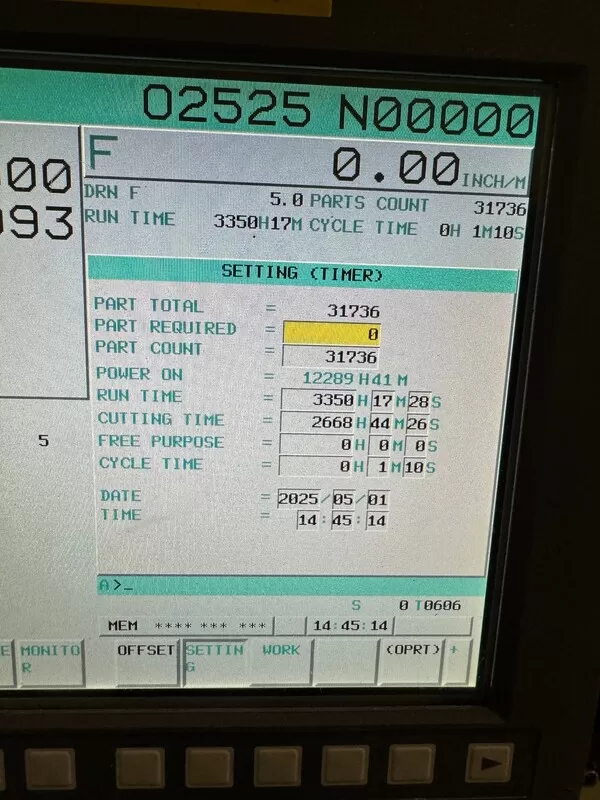 O2525 N00000
00
093
F 0.00 INCH/M
DRN F 5.0 PARTS COUNT 31736
RUN TIME 3350H17M CYCLE TIME 0H 1M10S
SETTING (TIMER)
PART TOTAL = 31736
PART REQUIRED = 0
PART COUNT = 31736
POWER ON = 12289 H 41 M
RUN TIME = 3350 H 17 M 28 S
CUTTING TIME = 2668 H 44 M 26 S
5
FREE PURPOSE = 0 H 0 M 0 S
CYCLE TIME = 0 H 1 M 10 S
DATE = 2025/05/01
TIME = 14:45:14
A>_
S 0 T0606
MEM **** *** *** 14:45:14
E MONITO
R OFFSET SETTIN
G WORK (OPRT) +